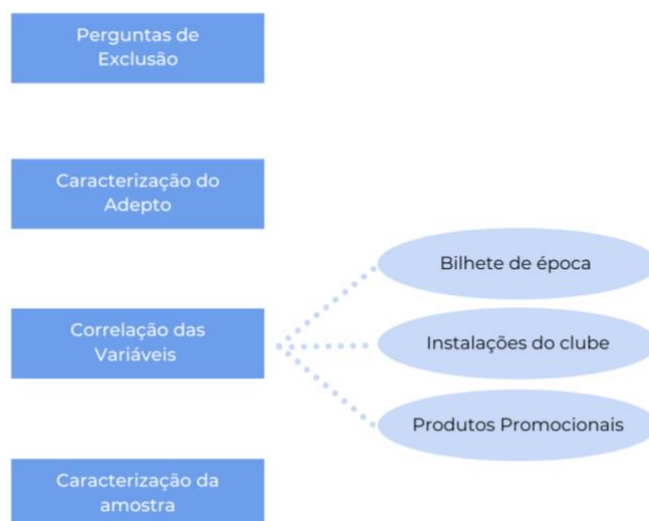 Perguntas de
Exclusão
Caracterização do
Adepto
Correlação das
Variáveis
Bilhete de época
Instalações do clube
Produtos Promocionais
Caracterização da
amostra